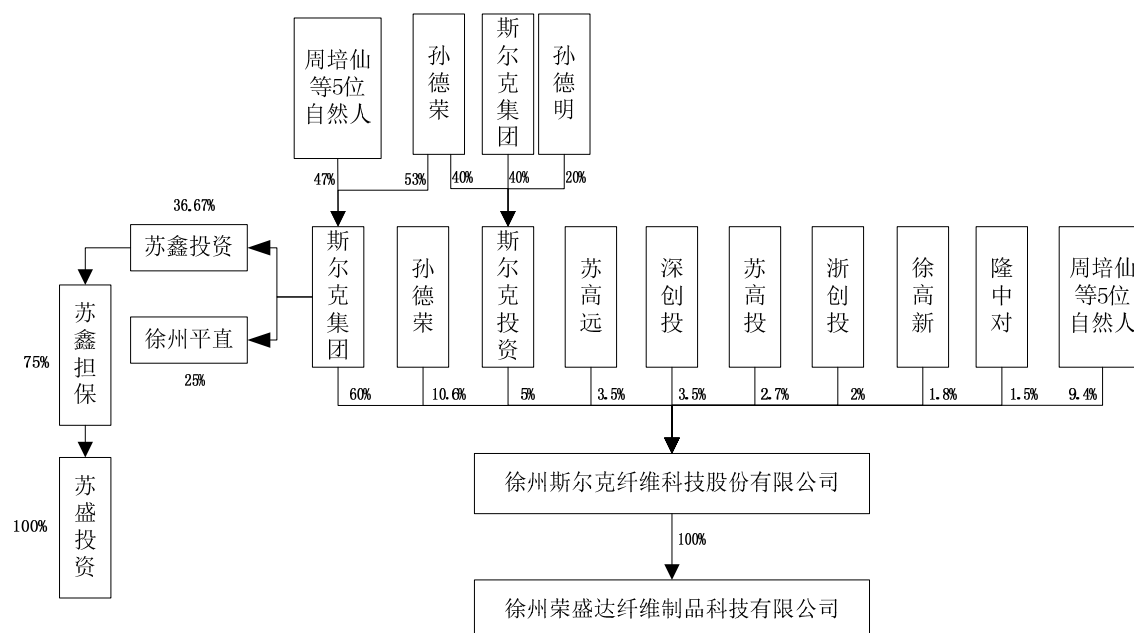 周培仙
等5位
自然人
孙德荣
斯尔克集团
孙德明
47%
53%
40%
40%
20%
36.67%
苏鑫投资
徐州平直
25%
苏鑫担保
75%
苏盛投资
100%
斯尔克集团
孙德荣
斯尔克投资
苏高远
深创投
苏高投
浙创投
徐高新
隆中对
周培仙
等5位
自然人
60%
10.6%
5%
3.5%
3.5%
2.7%
2%
1.8%
1.5%
9.4%
徐州斯尔克纤维科技股份有限公司
100%
徐州荣盛达纤维制品科技有限公司